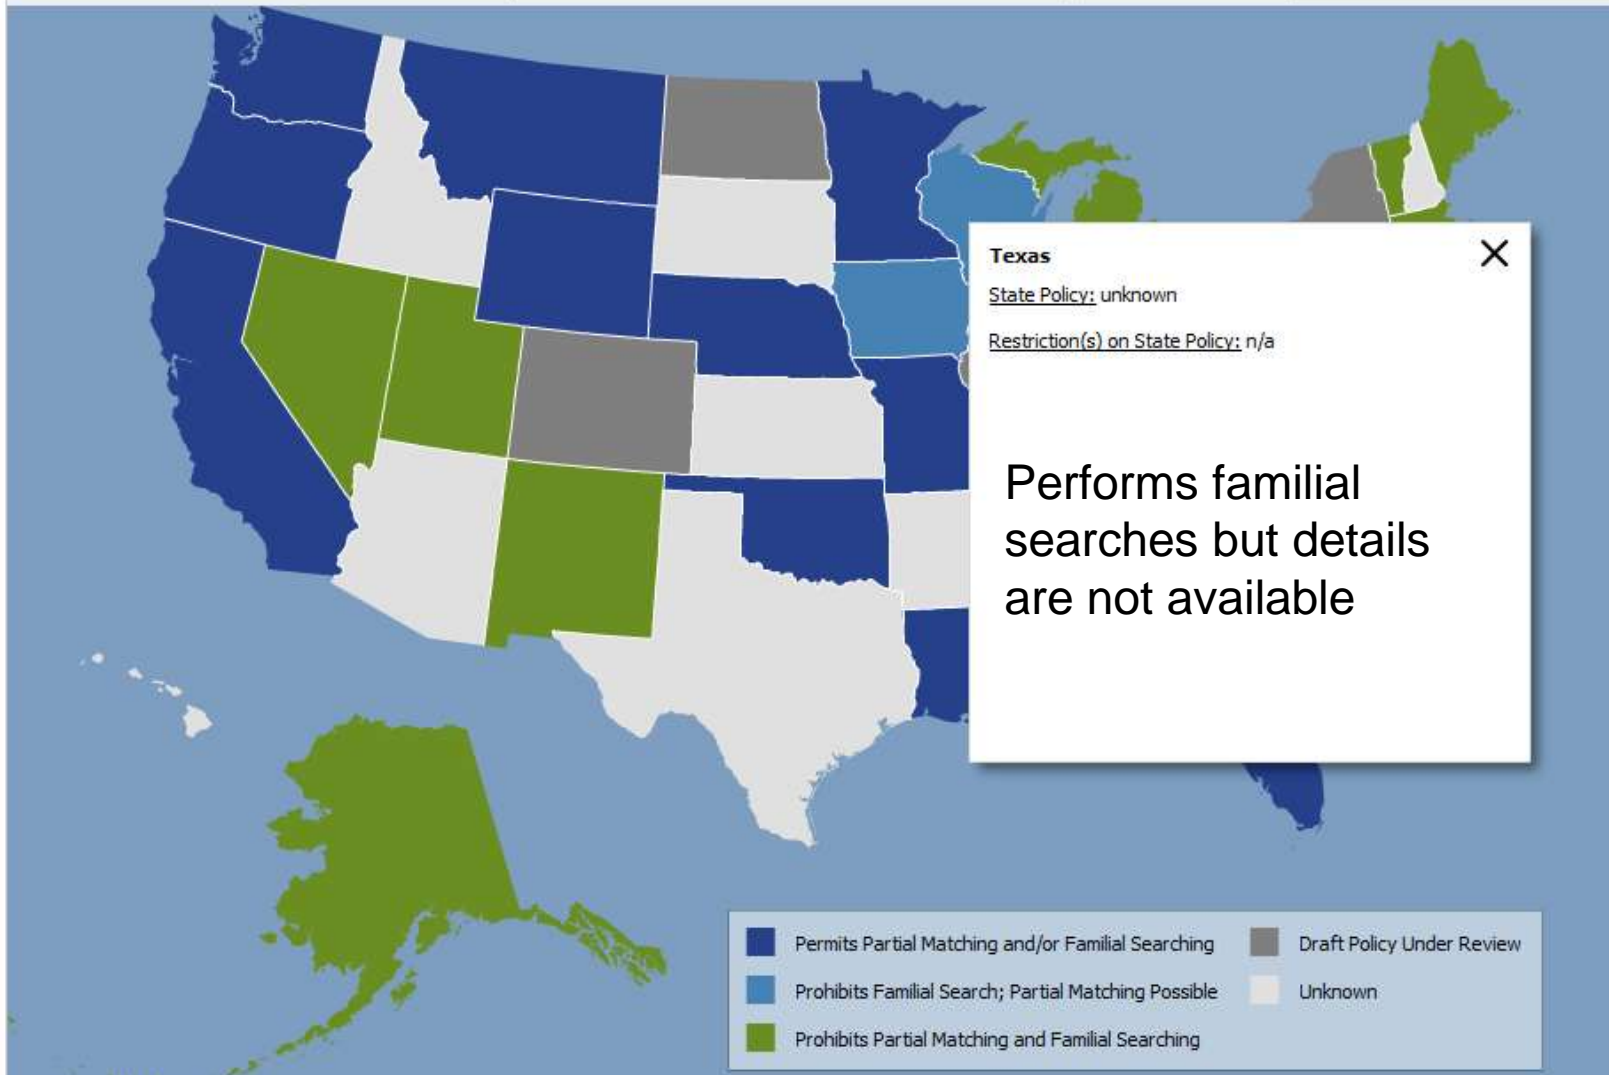 Texas
State Policy: unknown
Restriction(s) on State Policy: n/a
Performs familial
searches but details
are not available
Permits Partial Matching and/or Familial Searching
Prohibits Familial Search; Partial Matching Possible
Prohibits Partial Matching and Familial Searching
Draft Policy Under Review
Unknown